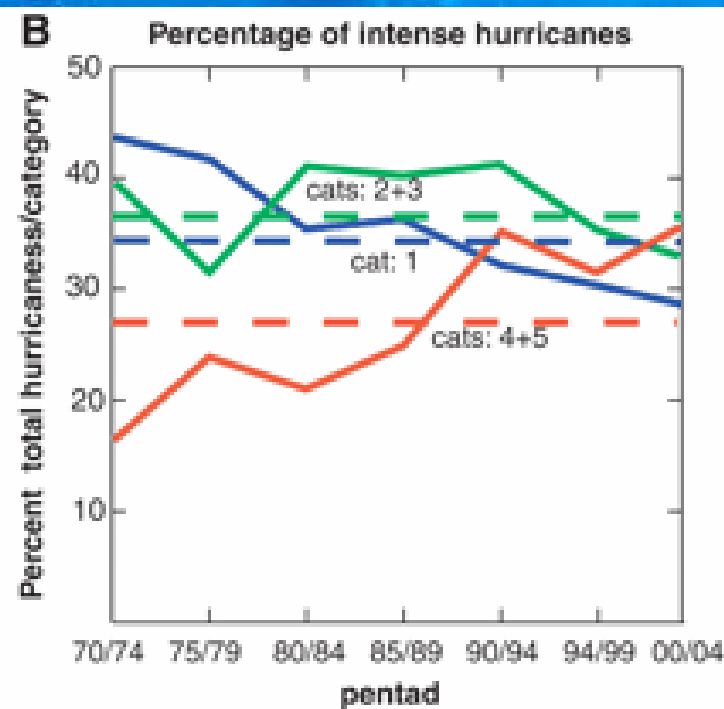 B
Percentage of intense hurricanes
Percent total hurricanes/category
50
40
30
20
10
cats: 2+3
cat: 1
cats: 4+5
70/74 75/79 80/84 85/89 90/94 94/99 00/04
pentad